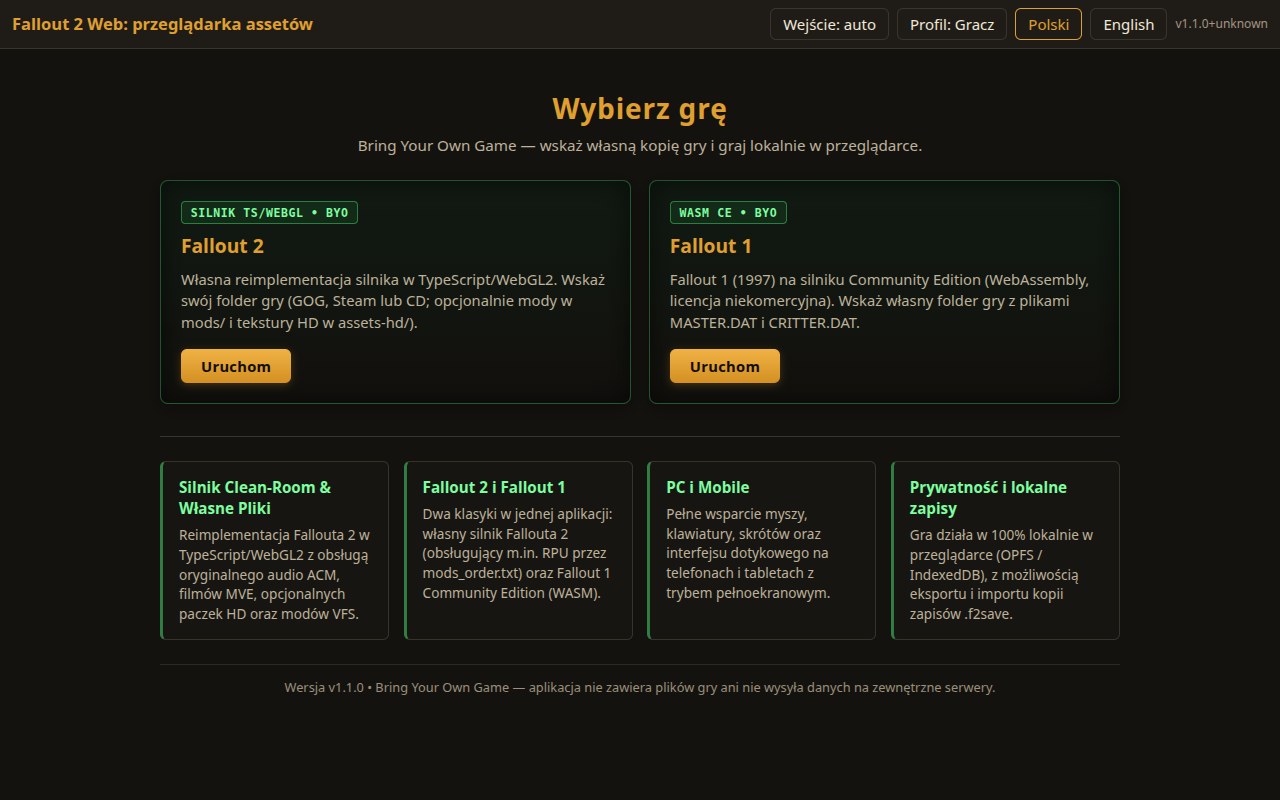 Fallout 2 Web: przeglądarka assetów
Wejście: auto
Profil: Gracz
Polski
English
v1.1.0+unknown
Wybierz grę
Bring Your Own Game — wskaż własną kopię gry i graj lokalnie w przeglądarce.
SILNIK TS/WEBGL • BYO
Fallout 2
Własna reimplementacja silnika w TypeScript/WebGL2. Wskaż
swój folder gry (GOG, Steam lub CD; opcjonalnie mody w
mods/ i tekstury HD w assets-hd/).
Uruchom
WASM CE • BYO
Fallout 1
Fallout 1 (1997) na silniku Community Edition (WebAssembly,
licencja niekomercyjna). Wskaż własny folder gry z plikami
MASTER.DAT i CRITTER.DAT.
Uruchom
Silnik Clean-Room &
Własne Pliki
Reimplementacja Fallouta 2 w
TypeScript/WebGL2 z obsługą
oryginalnego audio ACM,
filmów MVE, opcjonalnych
paczek HD oraz modów VFS.
Fallout 2 i Fallout 1
Dwa klasyki w jednej aplikacji:
własny silnik Fallouta 2
(obsługujący m.in. RPU przez
mods_order.txt) oraz Fallout 1
Community Edition (WASM).
PC i Mobile
Pełne wsparcie myszy,
klawiatury, skrótów oraz
interfejsu dotykowego na
telefonach i tabletach z
trybem pełnoekranowym.
Prywatność i lokalne
zapisy
Gra działa w 100% lokalnie w
przeglądarce (OPFS /
IndexedDB), z możliwością
eksportu i importu kopii
zapisów .f2save.
Wersja v1.1.0 • Bring Your Own Game — aplikacja nie zawiera plików gry ani nie wysyła danych na zewnętrzne serwery.